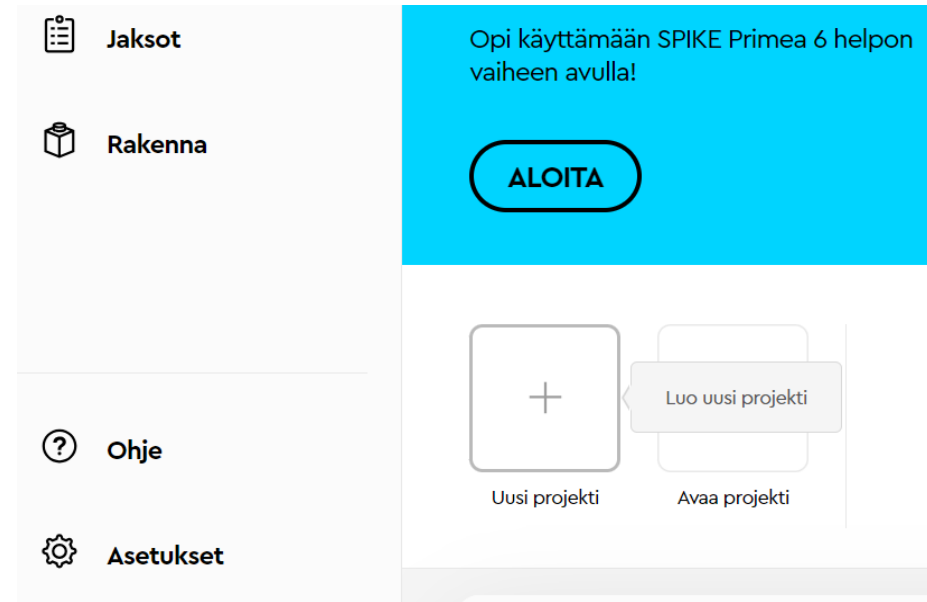 Jaksot
Rakenna
Ohje
Asetukset
Opi käyttämään SPIKE Primea 6 helpon
vaiheen avulla!
ALOITA
Luo uusi projekti
Uusi projekti
Avaa projekti